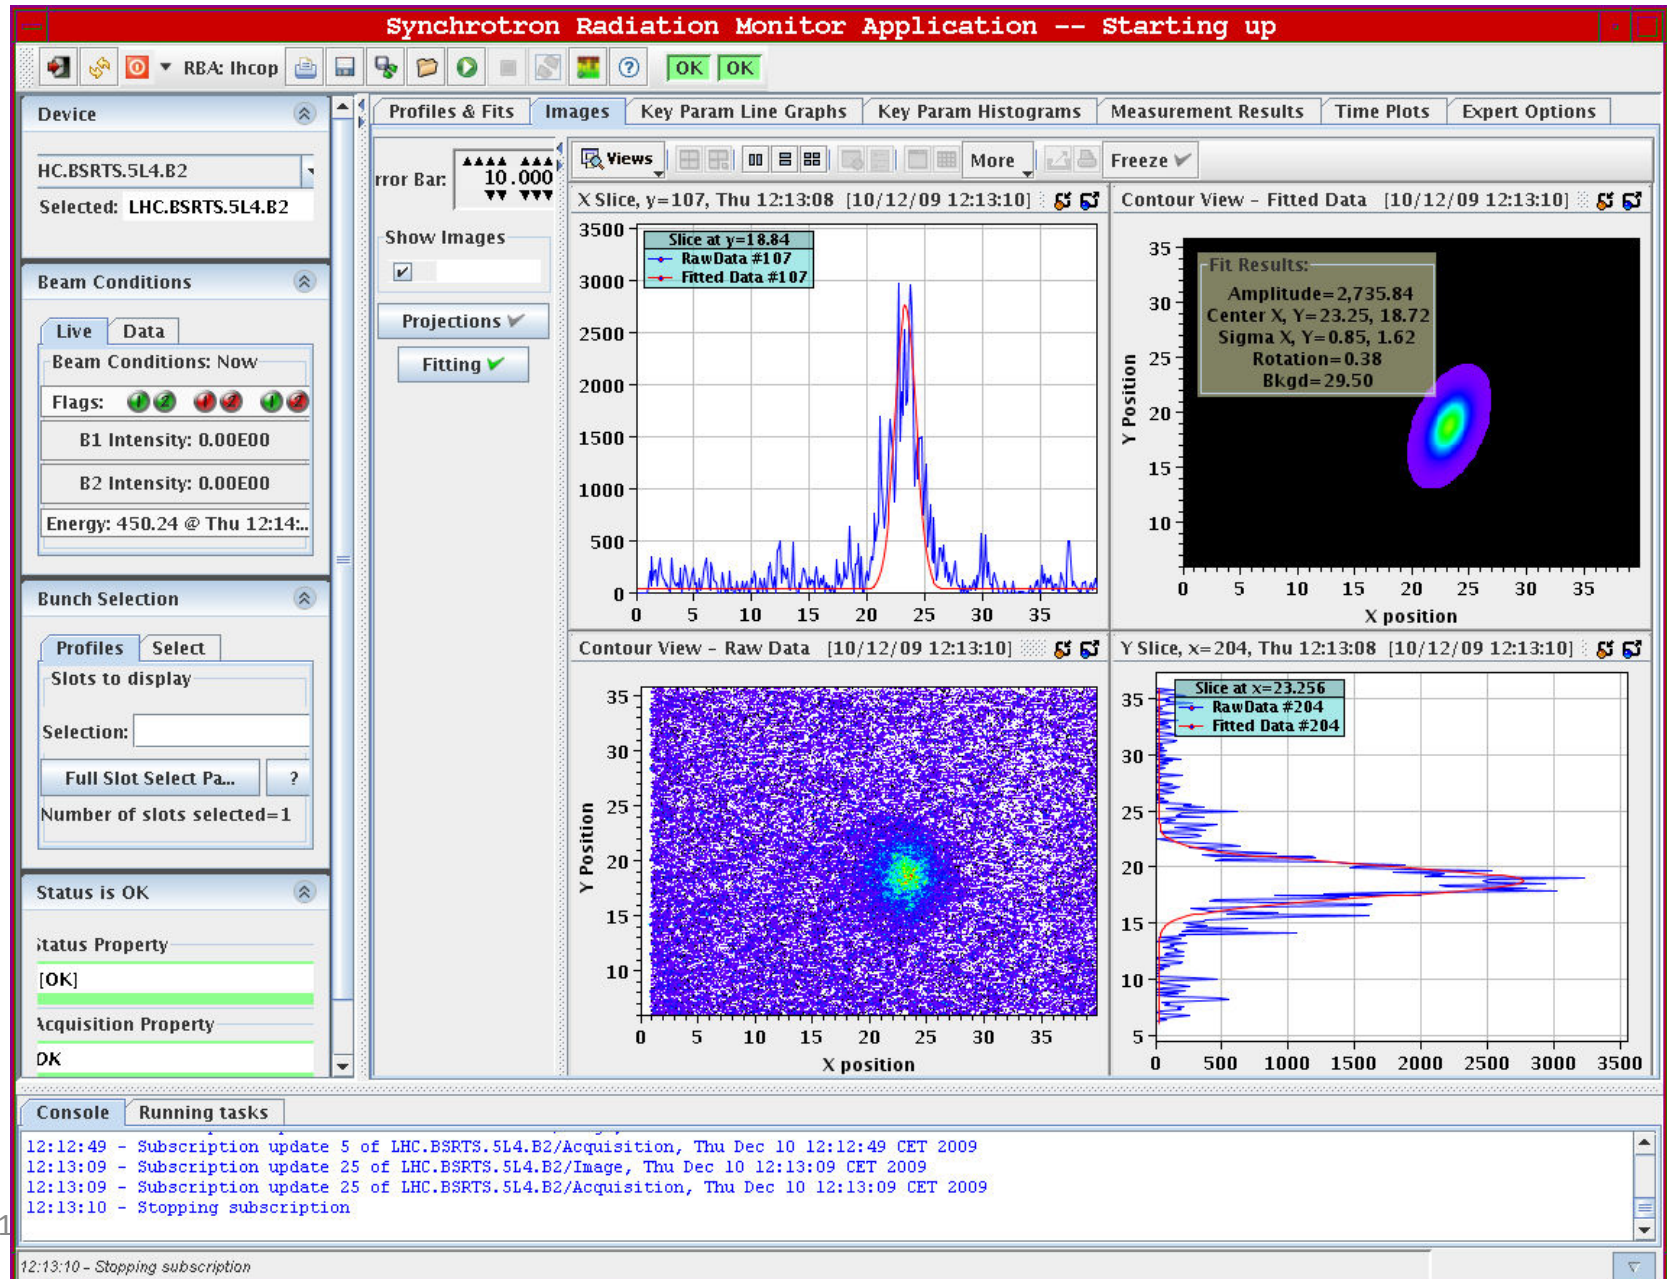 Synchrotron Radiation Monitor Application -- Starting up
RBA: lhcop
OK OK
Device
HC.BSRTS.5L4.B2
Selected: LHC.BSRTS.5L4.B2
Beam Conditions
Live Data
Beam Conditions: Now
Flags: 1 2 1 2 1 2
B1 Intensity: 0.00E00
B2 Intensity: 0.00E00
Energy: 450.24 @ Thu 12:14:..
Bunch Selection
Profiles Select
Slots to display
Selection:
Full Slot Select Pa... ?
Number of slots selected=1
Status is OK
Status Property
[OK]
Acquisition Property
OK
Profiles & Fits Images Key Param Line Graphs Key Param Histograms Measurement Results Time Plots Expert Options
rror Bar: 10.000
Show Images
Projections
Fitting
Views More Freeze
X Slice, y=107, Thu 12:13:08 [10/12/09 12:13:10]
Slice at y=18.84
RawData #107
Fitted Data #107
3500
3000
2500
2000
1500
1000
500
0
0 5 10 15 20 25 30 35
Contour View - Fitted Data [10/12/09 12:13:10]
Fit Results:
Amplitude=2,735.84
Center X, Y=23.25, 18.72
Sigma X, Y=0.85, 1.62
Rotation=0.38
Bkgd=29.50
Y Position
35
30
25
20
15
10
0 5 10 15 20 25 30 35
X position
Contour View - Raw Data [10/12/09 12:13:10]
Y Position
35
30
25
20
15
10
0 5 10 15 20 25 30 35
X position
Y Slice, x=204, Thu 12:13:08 [10/12/09 12:13:10]
Slice at x=23.256
RawData #204
Fitted Data #204
35
30
25
20
15
10
5
0 500 1000 1500 2000 2500 3000 3500
Console Running tasks
12:12:49 - Subscription update 5 of LHC.BSRTS.5L4.B2/Acquisition, Thu Dec 10 12:12:49 CET 2009
12:13:09 - Subscription update 25 of LHC.BSRTS.5L4.B2/Image, Thu Dec 10 12:13:09 CET 2009
12:13:09 - Subscription update 25 of LHC.BSRTS.5L4.B2/Acquisition, Thu Dec 10 12:13:09 CET 2009
12:13:10 - Stopping subscription
1
12:13:10 - Stopping subscription